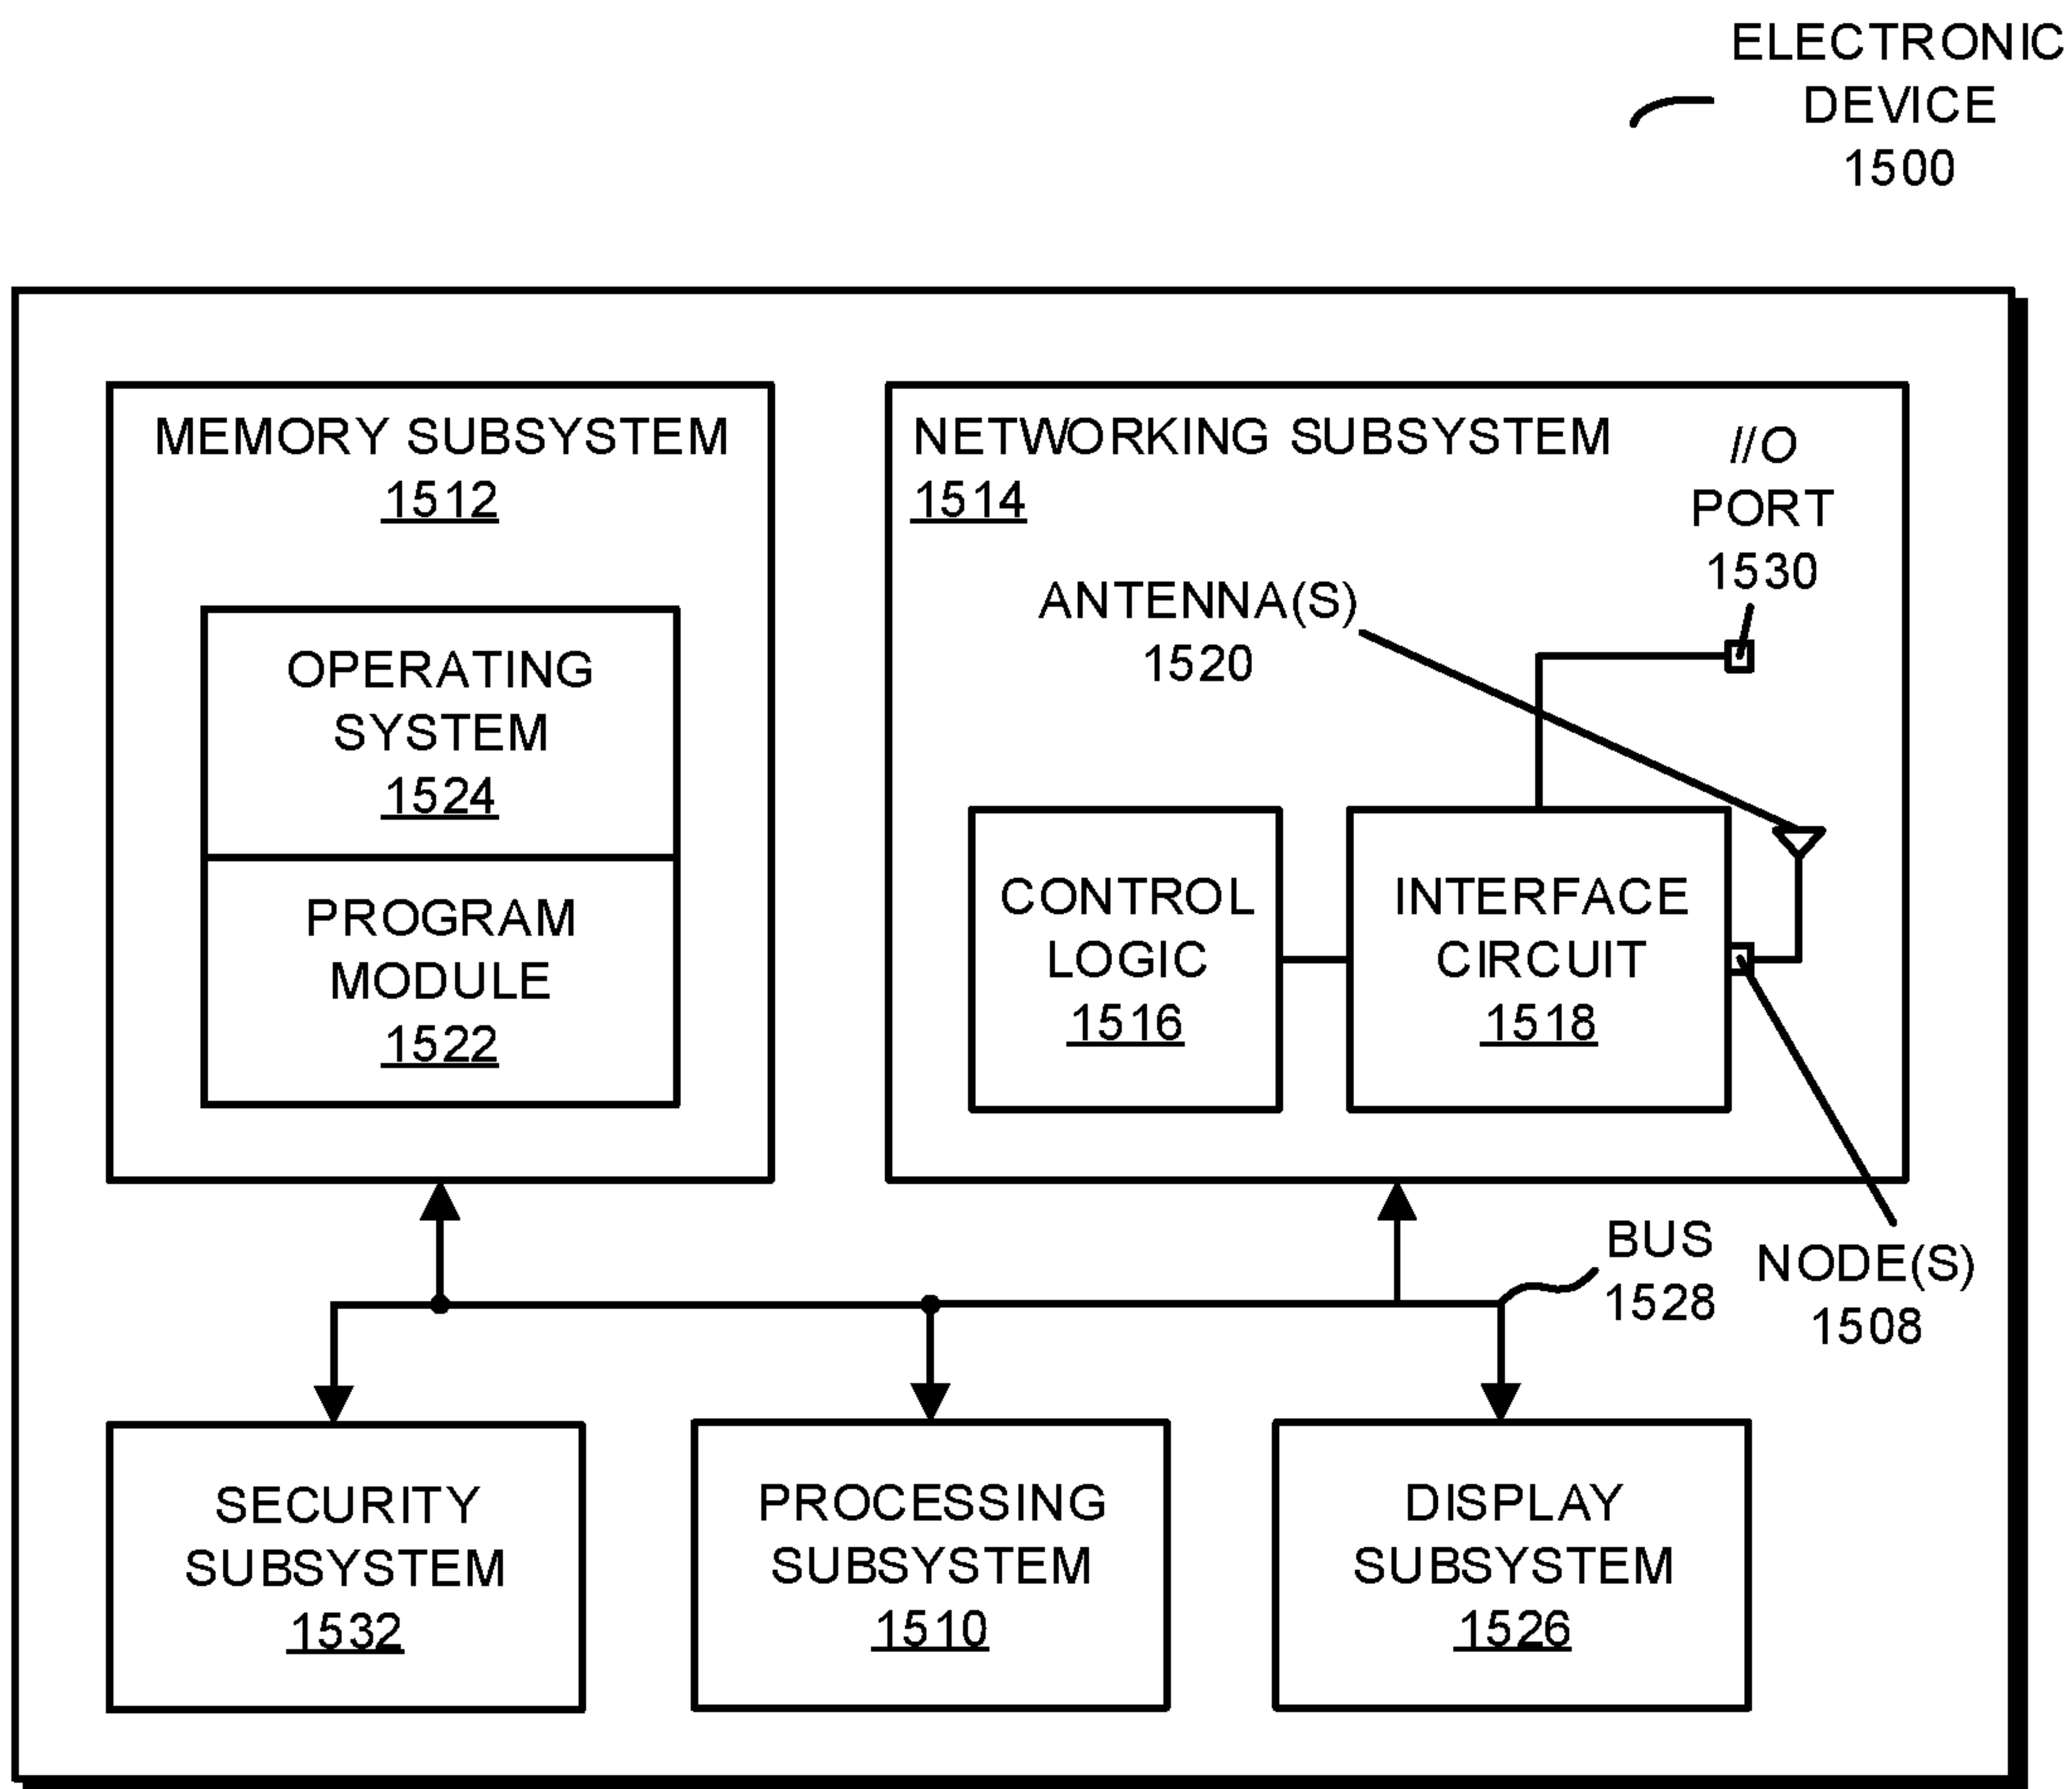 ELECTRONIC
DEVICE
1500
MEMORY SUBSYSTEM
1512
OPERATING
SYSTEM
1524
PROGRAM
MODULE
1522
NETWORKING SUBSYSTEM
1514
I/O
PORT
1530
ANTENNA(S)
1520
CONTROL
LOGIC
1516
INTERFACE
CIRCUIT
1518
BUS
1528
NODE(S)
1508
SECURITY
SUBSYSTEM
1532
PROCESSING
SUBSYSTEM
1510
DISPLAY
SUBSYSTEM
1526